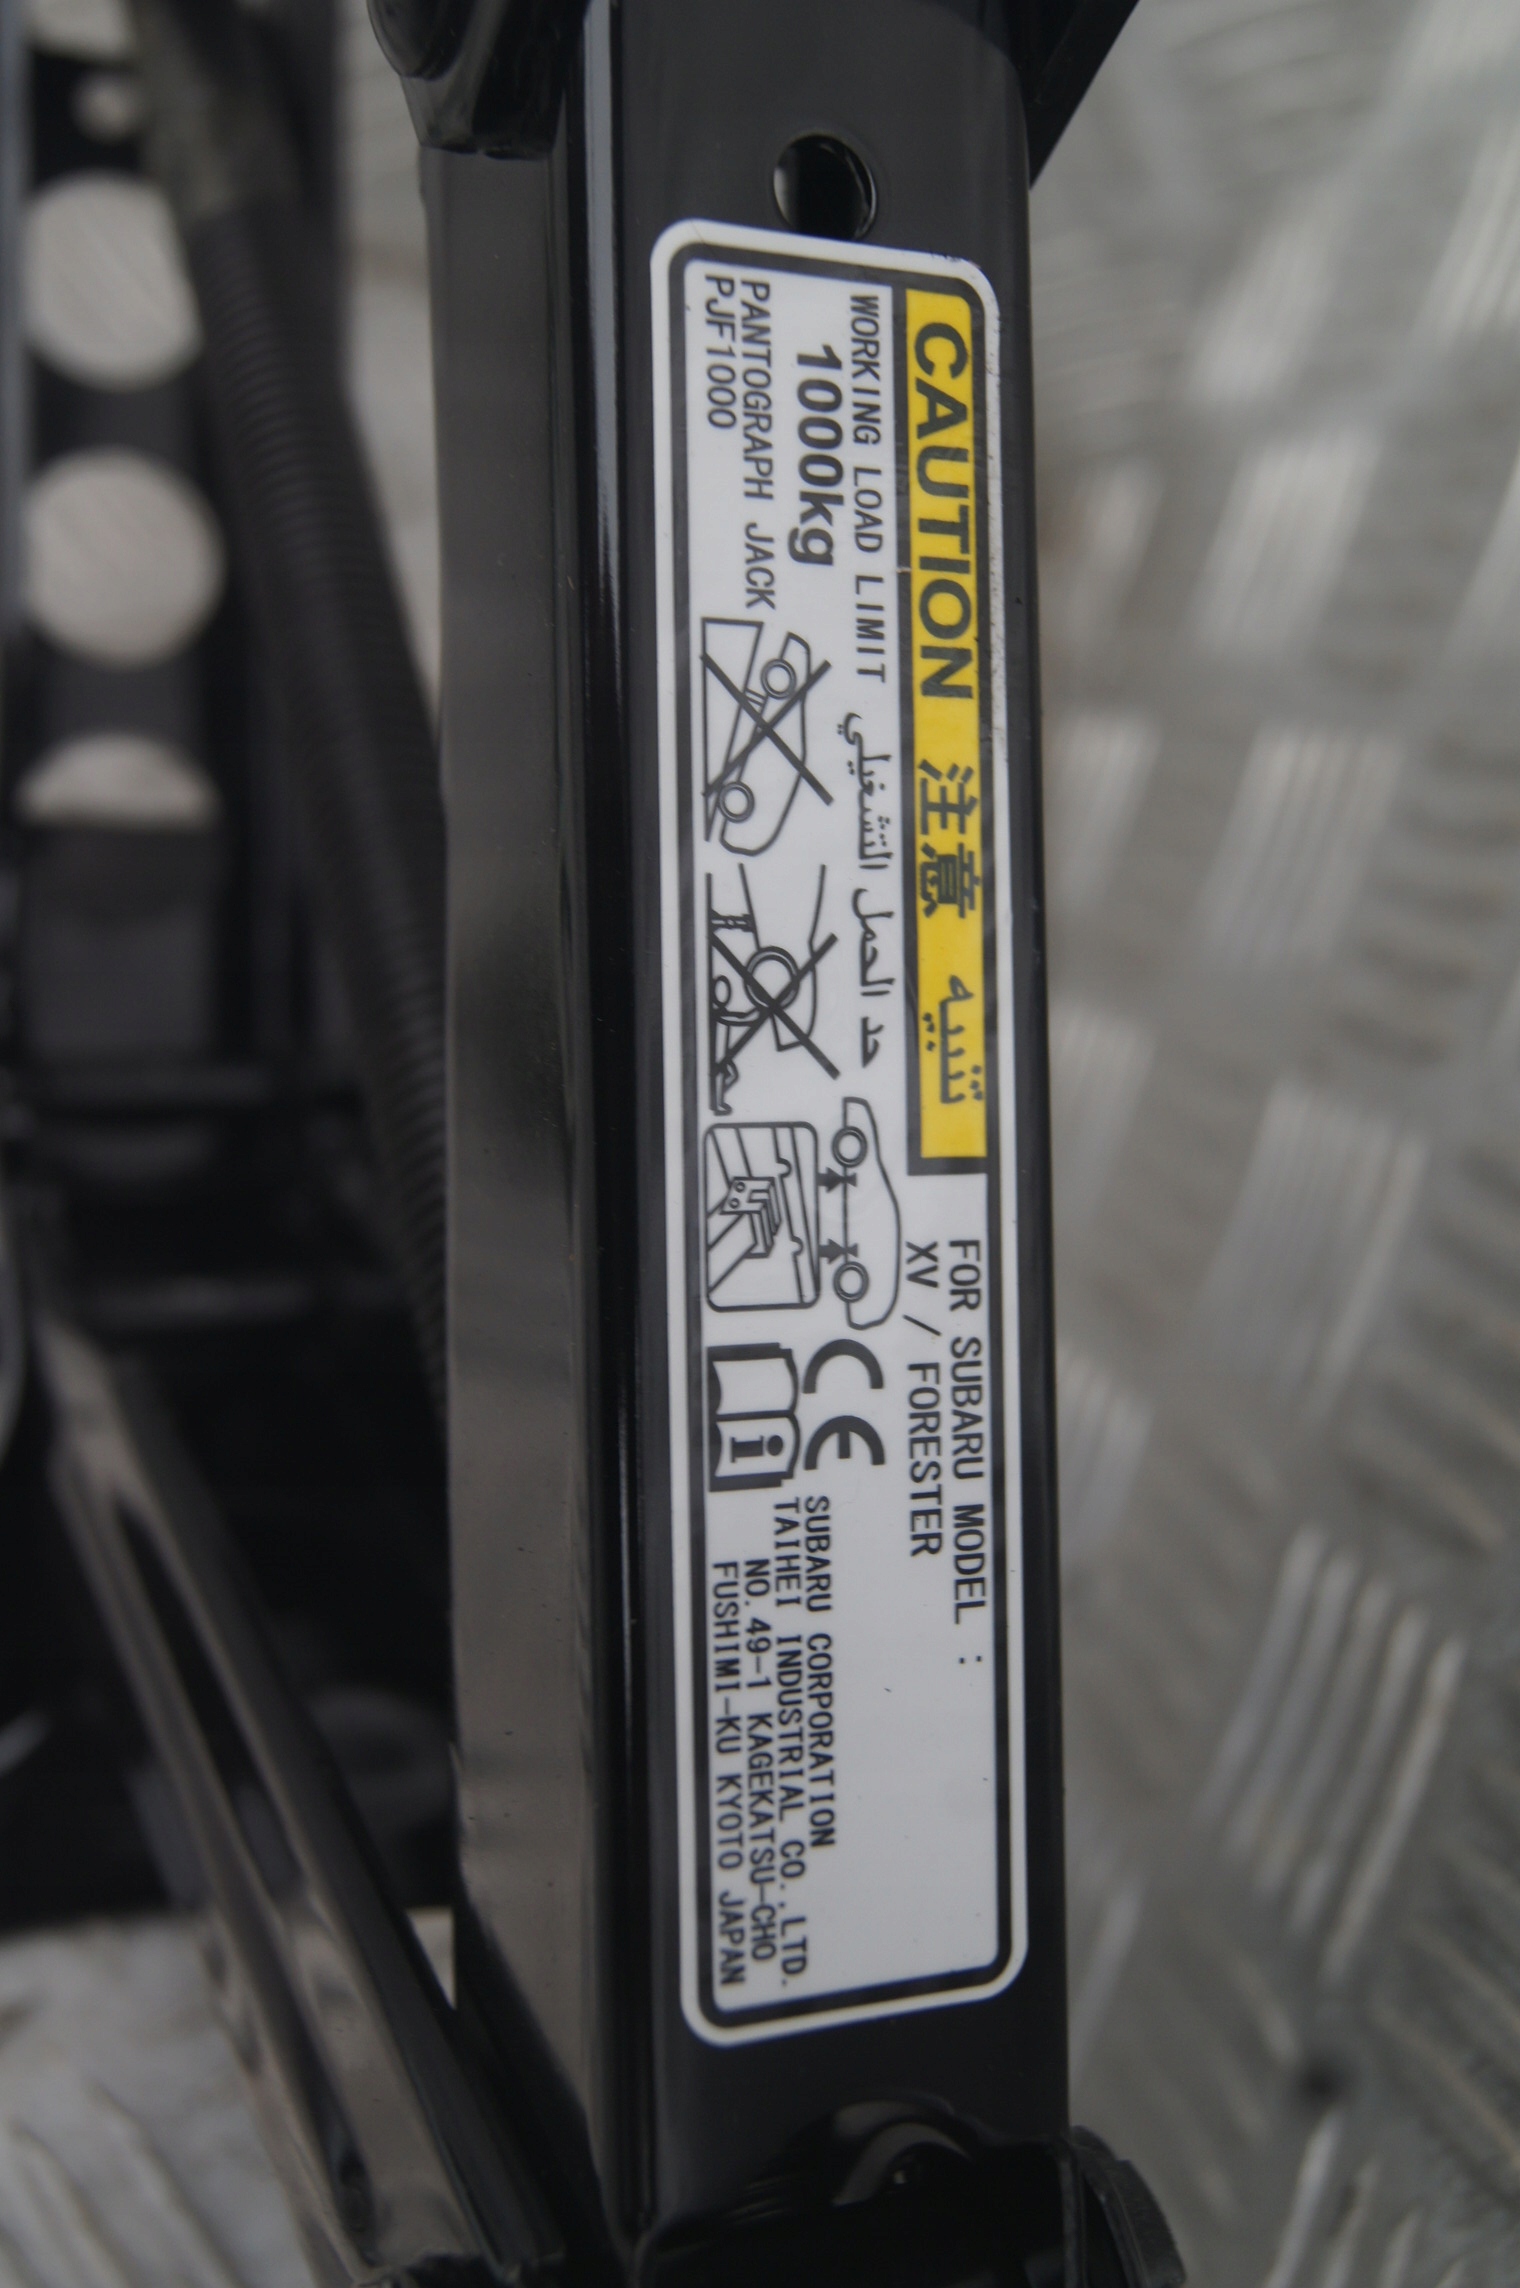 CAUTION 注意 تنبيه
FOR SUBARU MODEL :
XV / FORESTER
WORKING LOAD LIMIT حد الحمل التشغيلي
1000kg
PANTOGRAPH JACK
PJF1000
CE
i
SUBARU CORPORATION
TAIHEI INDUSTRIAL CO.,LTD.
NO.49-1 KAGEKATSU-CHO
FUSHIMI-KU KYOTO JAPAN